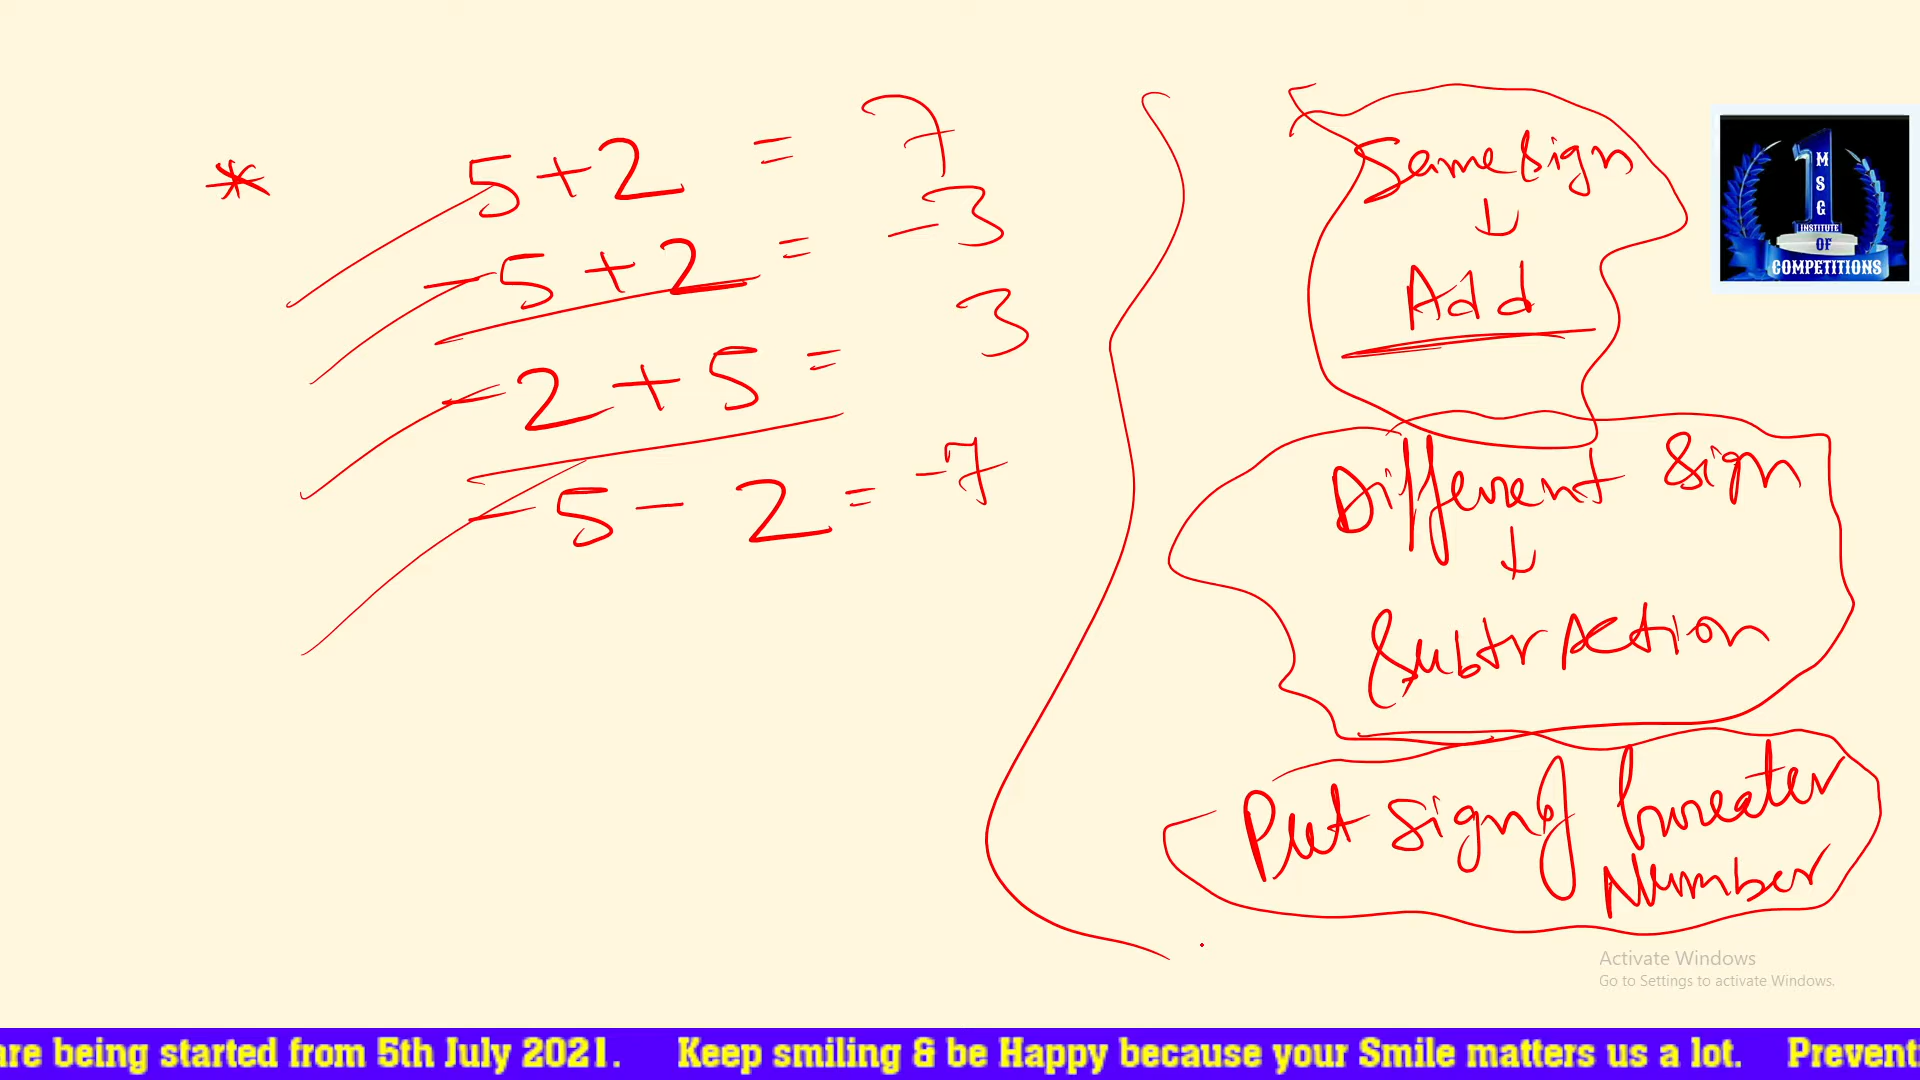 * 5+2 = 7
-5+2 = -3
-2+5 = 3
-5-2 = -7
Same Sign
↓
Add
Different Sign
↓
Subtraction
Put sign of Greater
Number
1
MSG
INSTITUTE
OF
COMPETITIONS
Activate Windows
Go to Settings to activate Windows.
are being started from 5th July 2021. Keep smiling & be Happy because your Smile matters us a lot. Prevent